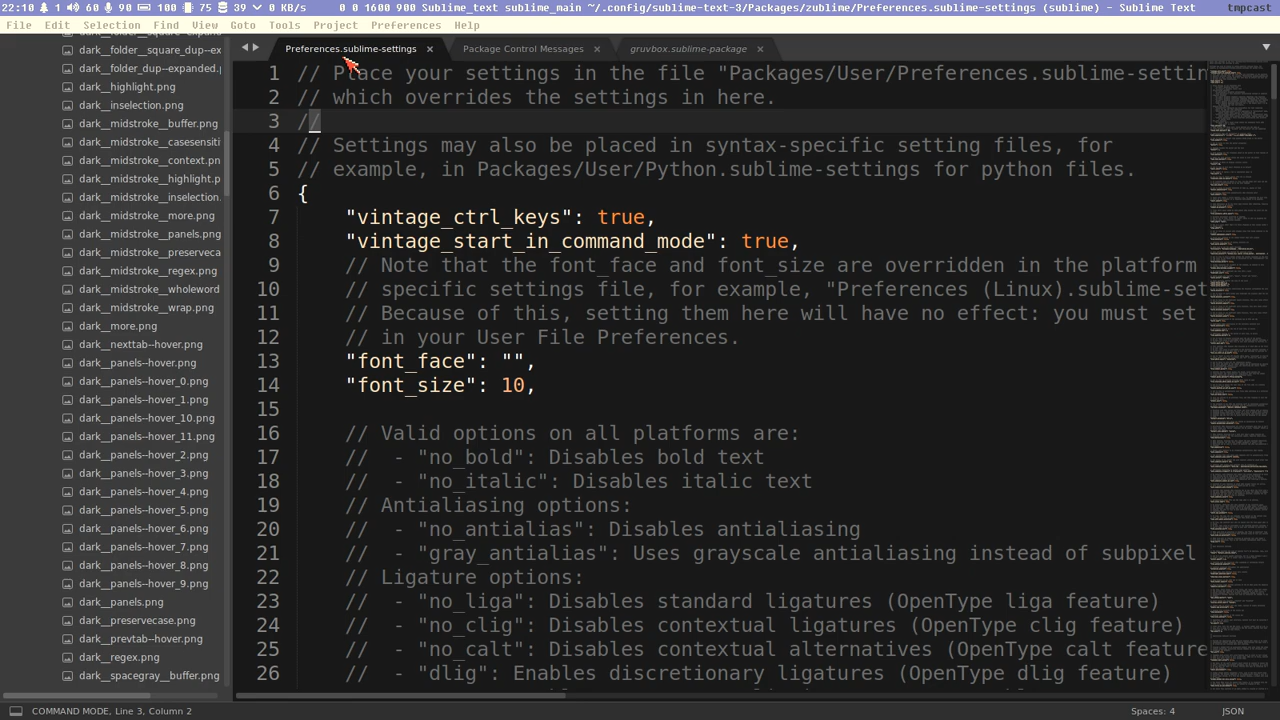 22:10 1 60 90 100 75 39 0 KB/s 0 0 1600 900 Sublime_text sublime_main ~/.config/sublime-text-3/Packages/zublime/Preferences.sublime-settings (sublime) - Sublime Text tmpcast
File Edit Selection Find View Goto Tools Project Preferences Help
Preferences.sublime-settings Package Control Messages gruvbox.sublime-package
dark__folder_square_dup--ex
dark__folder_dup--expanded.
dark__highlight.png
dark__inselection.png
dark__midstroke__buffer.png
dark__midstroke__casesensiti
dark__midstroke__context.pn
dark__midstroke__highlight.p
dark__midstroke__inselection.
dark__midstroke__more.png
dark__midstroke__panels.png
dark__midstroke__preserveca
dark__midstroke__regex.png
dark__midstroke__wholeword
dark__midstroke__wrap.png
dark__more.png
dark__nexttab--hover.png
dark__panels--hover.png
dark__panels--hover_0.png
dark__panels--hover_1.png
dark__panels--hover_10.png
dark__panels--hover_11.png
dark__panels--hover_2.png
dark__panels--hover_3.png
dark__panels--hover_4.png
dark__panels--hover_5.png
dark__panels--hover_6.png
dark__panels--hover_7.png
dark__panels--hover_8.png
dark__panels--hover_9.png
dark__panels.png
dark__preservecase.png
dark__prevtab--hover.png
dark__regex.png
dark__spacegray__buffer.png
1 // Place your settings in the file "Packages/User/Preferences.sublime-settin
2 // which overrides the settings in here.
3 //
4 // Settings may also be placed in syntax-specific setting files, for
5 // example, in Packages/User/Python.sublime-settings for python files.
6 {
7 "vintage_ctrl_keys": true,
8 "vintage_start_in_command_mode": true,
9 // Note that the font_face and font_size are overridden in the platform
10 // specific settings file, for example, "Preferences (Linux).sublime-set
11 // Because of this, setting them here will have no effect: you must set
12 // in your User File Preferences.
13 "font_face": "",
14 "font_size": 10,
15
16 // Valid options on all platforms are:
17 // - "no_bold": Disables bold text
18 // - "no_italic": Disables italic text
19 // Antialiasing options:
20 // - "no_antialias": Disables antialiasing
21 // - "gray_antialias": Uses grayscale antialiasing instead of subpixel
22 // Ligature options:
23 // - "no_liga": Disables standard ligatures (OpenType liga feature)
24 // - "no_clig": Disables contextual ligatures (OpenType clig feature)
25 // - "no_calt": Disables contextual alternatives (OpenType calt feature
26 // - "dlig": Enables discretionary ligatures (OpenType dlig feature)
COMMAND MODE, Line 3, Column 2 Spaces: 4 JSON